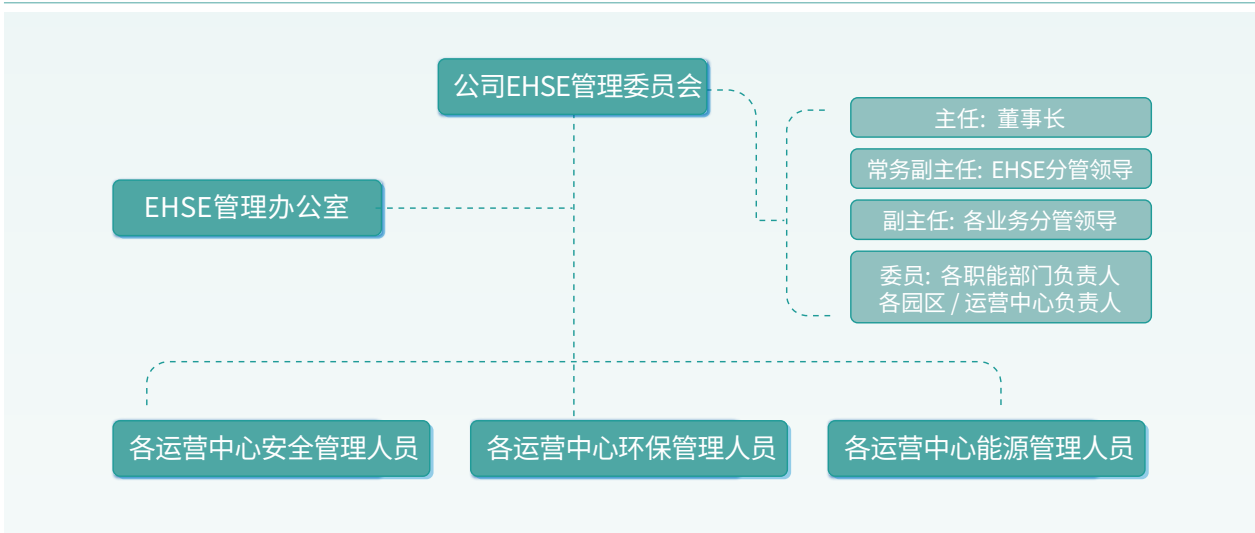 公司EHSE管理委员会
主任: 董事长
常务副主任: EHSE分管领导
副主任: 各业务分管领导
委员: 各职能部门负责人
各园区 / 运营中心负责人
EHSE管理办公室
各运营中心安全管理人员
各运营中心环保管理人员
各运营中心能源管理人员